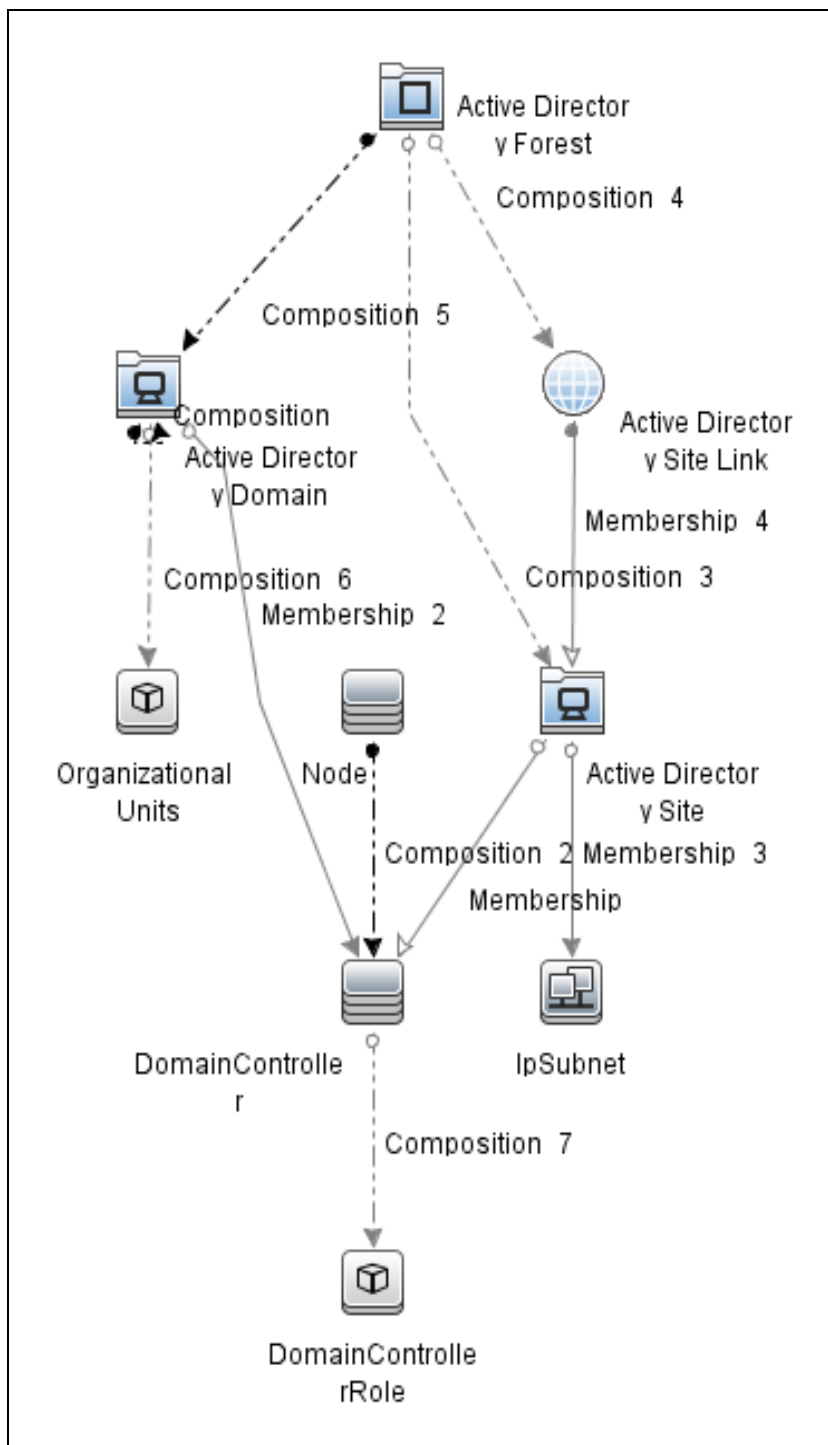 Active Director
y Forest
Composition 4
Composition 5
Composition
Active Director
y Domain
Active Director
y Site Link
Membership 4
Composition 6
Composition 3
Membership 2
Organizational
Units
Node
Active Director
y Site
Composition 2
Membership 3
Membership
DomainControlle
r
IpSubnet
Composition 7
DomainControlle
rRole